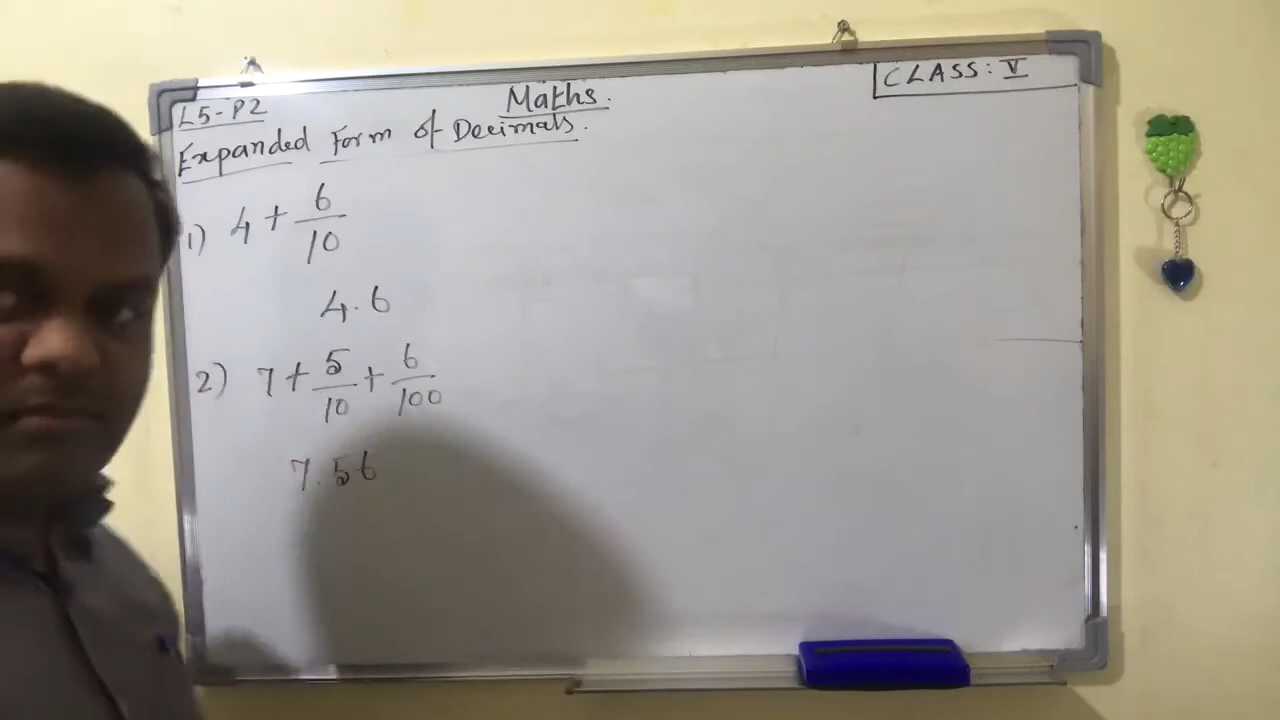 CLASS: V
L5-P2
Maths.
Expanded Form of Decimals.
1) 4 + 6/10
4.6
2) 7 + 5/10 + 6/100
7.56